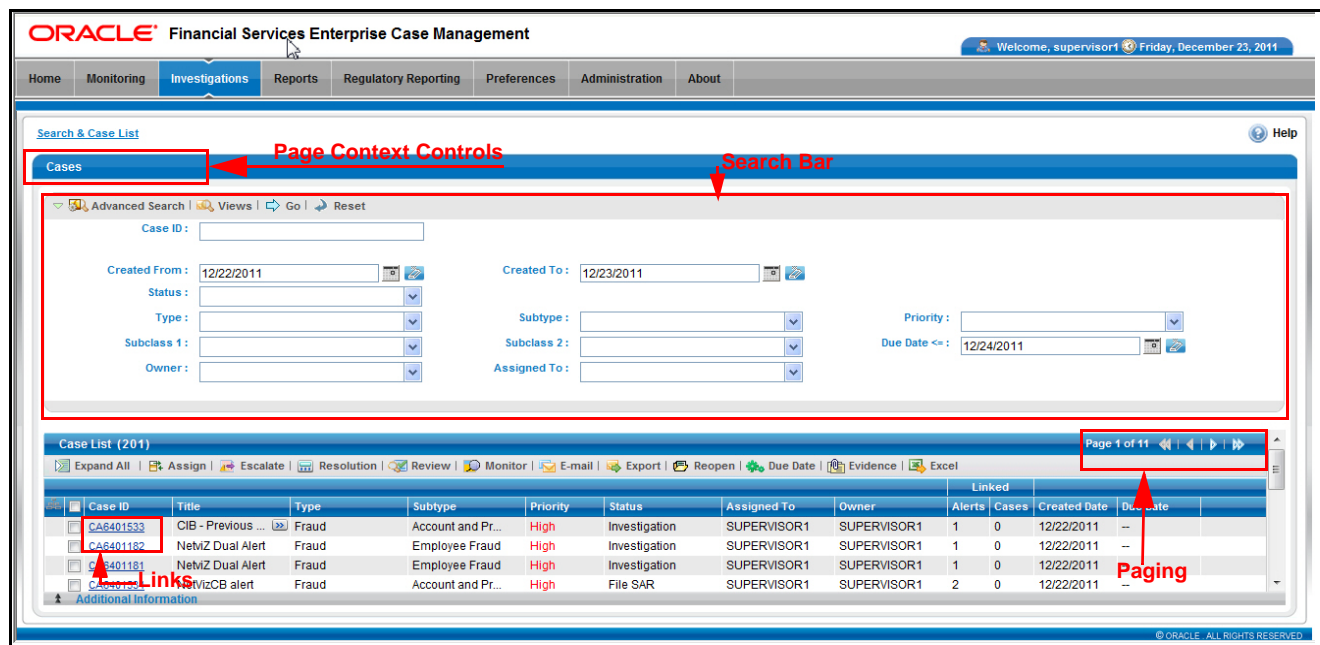 ORACLE Financial Services Enterprise Case Management
Welcome, supervisor1 Friday, December 23, 2011
Home Monitoring Investigations Reports Regulatory Reporting Preferences Administration About
Search & Case List
Help
Page Context Controls
Search Bar
Cases
Advanced Search | Views | Go | Reset
Case ID :
Created From : 12/22/2011 Created To : 12/23/2011
Status :
Type : Subtype : Priority :
Subclass 1 : Subclass 2 : Due Date <= : 12/24/2011
Owner : Assigned To :
Case List (201) Page 1 of 11
Expand All | Assign | Escalate | Resolution | Review | Monitor | E-mail | Export | Reopen | Due Date | Evidence | Excel
Linked
Case ID Title Type Subtype Priority Status Assigned To Owner Alerts Cases Created Date Due Date
CA6401533 CIB - Previous ... Fraud Account and Pr... High Investigation SUPERVISOR1 SUPERVISOR1 1 0 12/22/2011 --
CA6401182 NetviZ Dual Alert Fraud Employee Fraud High Investigation SUPERVISOR1 SUPERVISOR1 1 0 12/22/2011 --
NetviZ Dual Alert Fraud Employee Fraud High Investigation SUPERVISOR1 SUPERVISOR1 1 0 12/22/2011
NetVizCB alert Fraud Account and Pr... High File SAR SUPERVISOR1 SUPERVISOR1 2 0 12/22/2011 --
Links
Paging
Additional Information
© ORACLE . ALL RIGHTS RESERVED